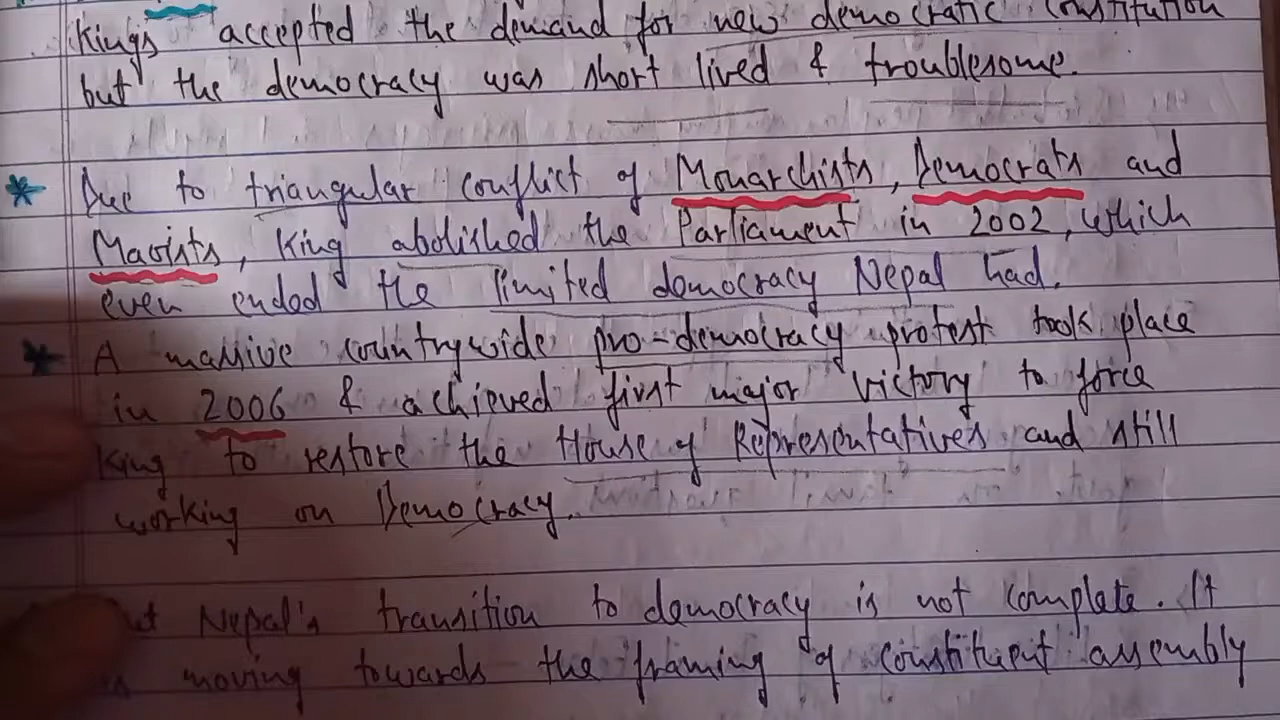 Kings accepted the demand for new democratic constitution
but the democracy was short lived & troublesome.
* Due to triangular conflict of Monarchists, Democrats and
Maoists, King abolished the Parliament in 2002, which
even ended the limited democracy Nepal had.
* A massive countrywide pro-democracy protest took place
in 2006 & achieved first major victory to force
King to restore the House of Representatives and still
working on Democracy.
Nepal's transition to democracy is not complete. It
moving towards the framing of constituent assembly